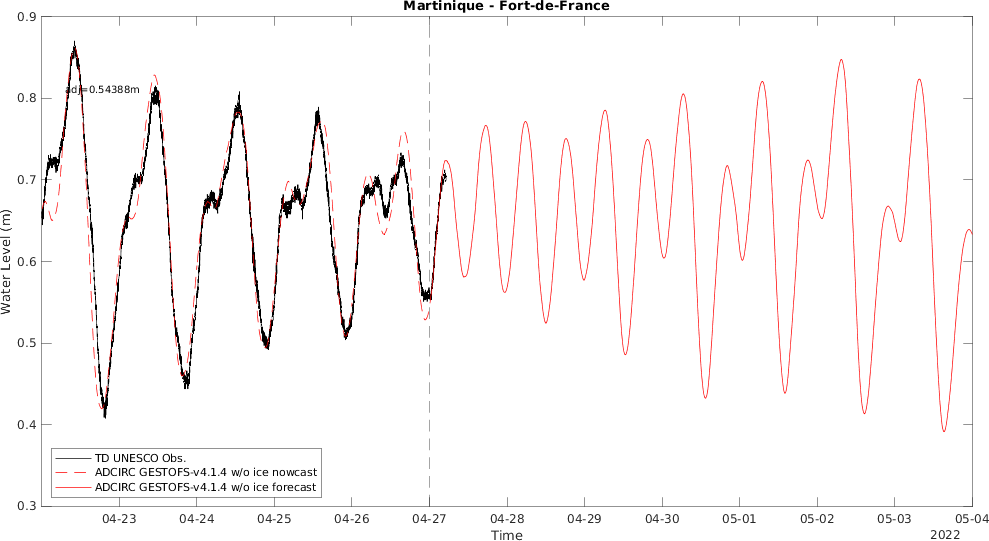 Martinique - Fort-de-France
0.9
0.8
0.7
0.6
0.5
0.4
0.3
Water Level (m)
adj=0.54388m
TD UNESCO Obs.
ADCIRC GESTOFS-v4.1.4 w/o ice nowcast
ADCIRC GESTOFS-v4.1.4 w/o ice forecast
04-23 04-24 04-25 04-26 04-27 04-28 04-29 04-30 05-01 05-02 05-03 05-04
Time
2022